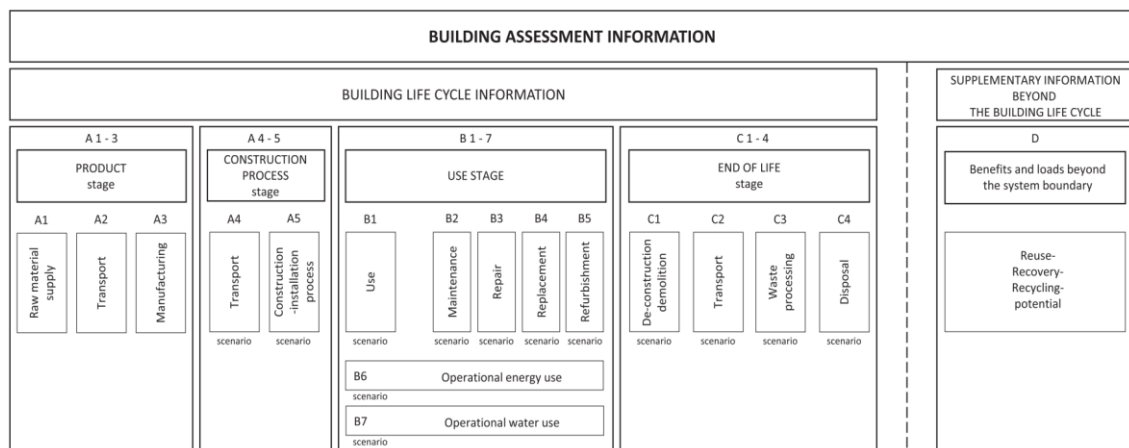 BUILDING ASSESSMENT INFORMATION
BUILDING LIFE CYCLE INFORMATION
SUPPLEMENTARY INFORMATION
BEYOND
THE BUILDING LIFE CYCLE
A 1 - 3
PRODUCT
stage
A1
A2
A3
Raw material
supply
Transport
Manufacturing
A 4 - 5
CONSTRUCTION
PROCESS
stage
A4
A5
Transport
Construction
-installation
process
scenario
scenario
B 1 - 7
USE STAGE
B1
B2
B3
B4
B5
Use
Maintenance
Repair
Replacement
Refurbishment
scenario
scenario
scenario
scenario
scenario
B6 Operational energy use
scenario
B7 Operational water use
scenario
C 1 - 4
END OF LIFE
stage
C1
C2
C3
C4
De-construction
demolition
Transport
Waste
processing
Disposal
scenario
scenario
scenario
scenario
D
Benefits and loads beyond
the system boundary
Reuse-
Recovery-
Recycling-
potential